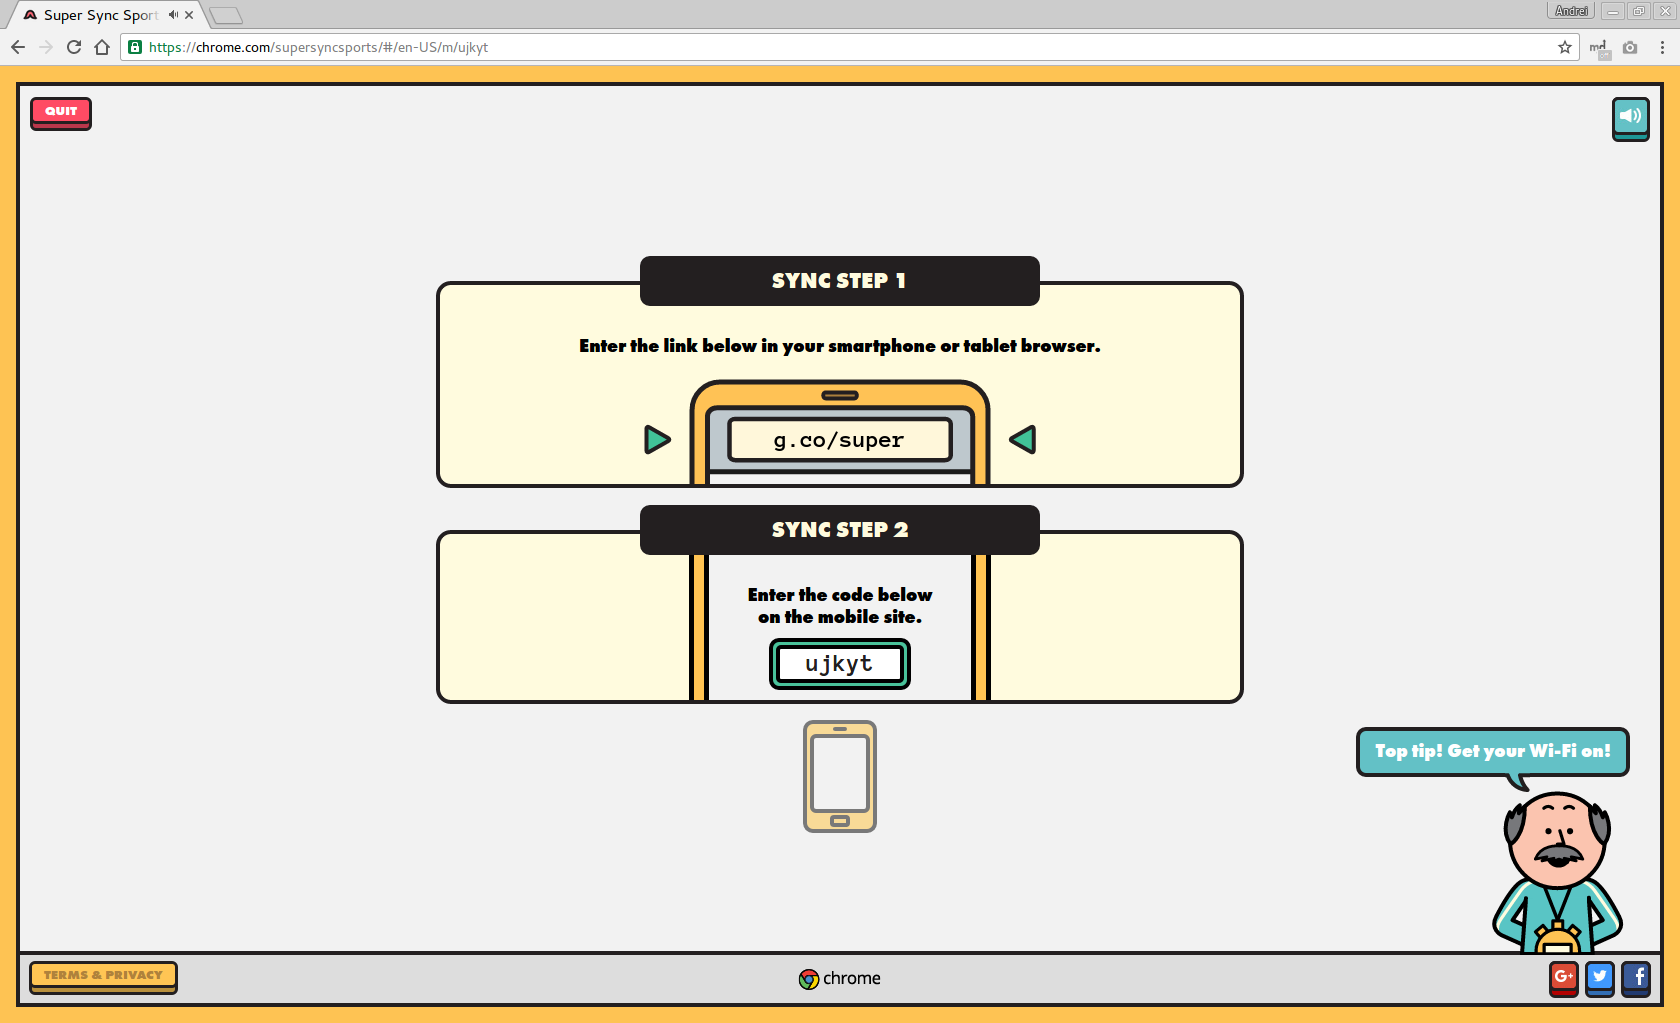 Super Sync Sport
Andrei
https://chrome.com/supersyncsports/#/en-US/m/ujkyt
QUIT
SYNC STEP 1
Enter the link below in your smartphone or tablet browser.
g.co/super
SYNC STEP 2
Enter the code below
on the mobile site.
ujkyt
Top tip! Get your Wi-Fi on!
TERMS & PRIVACY
chrome
G+
f